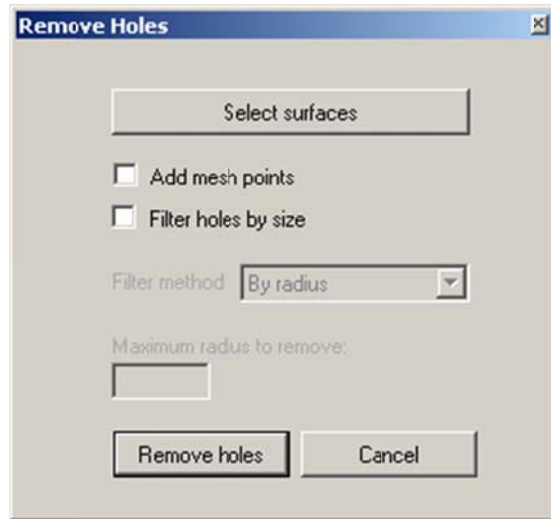 Remove Holes
Select surfaces
Add mesh points
Filter holes by size
Filter method By radius
Maximum radius to remove:
Remove holes Cancel